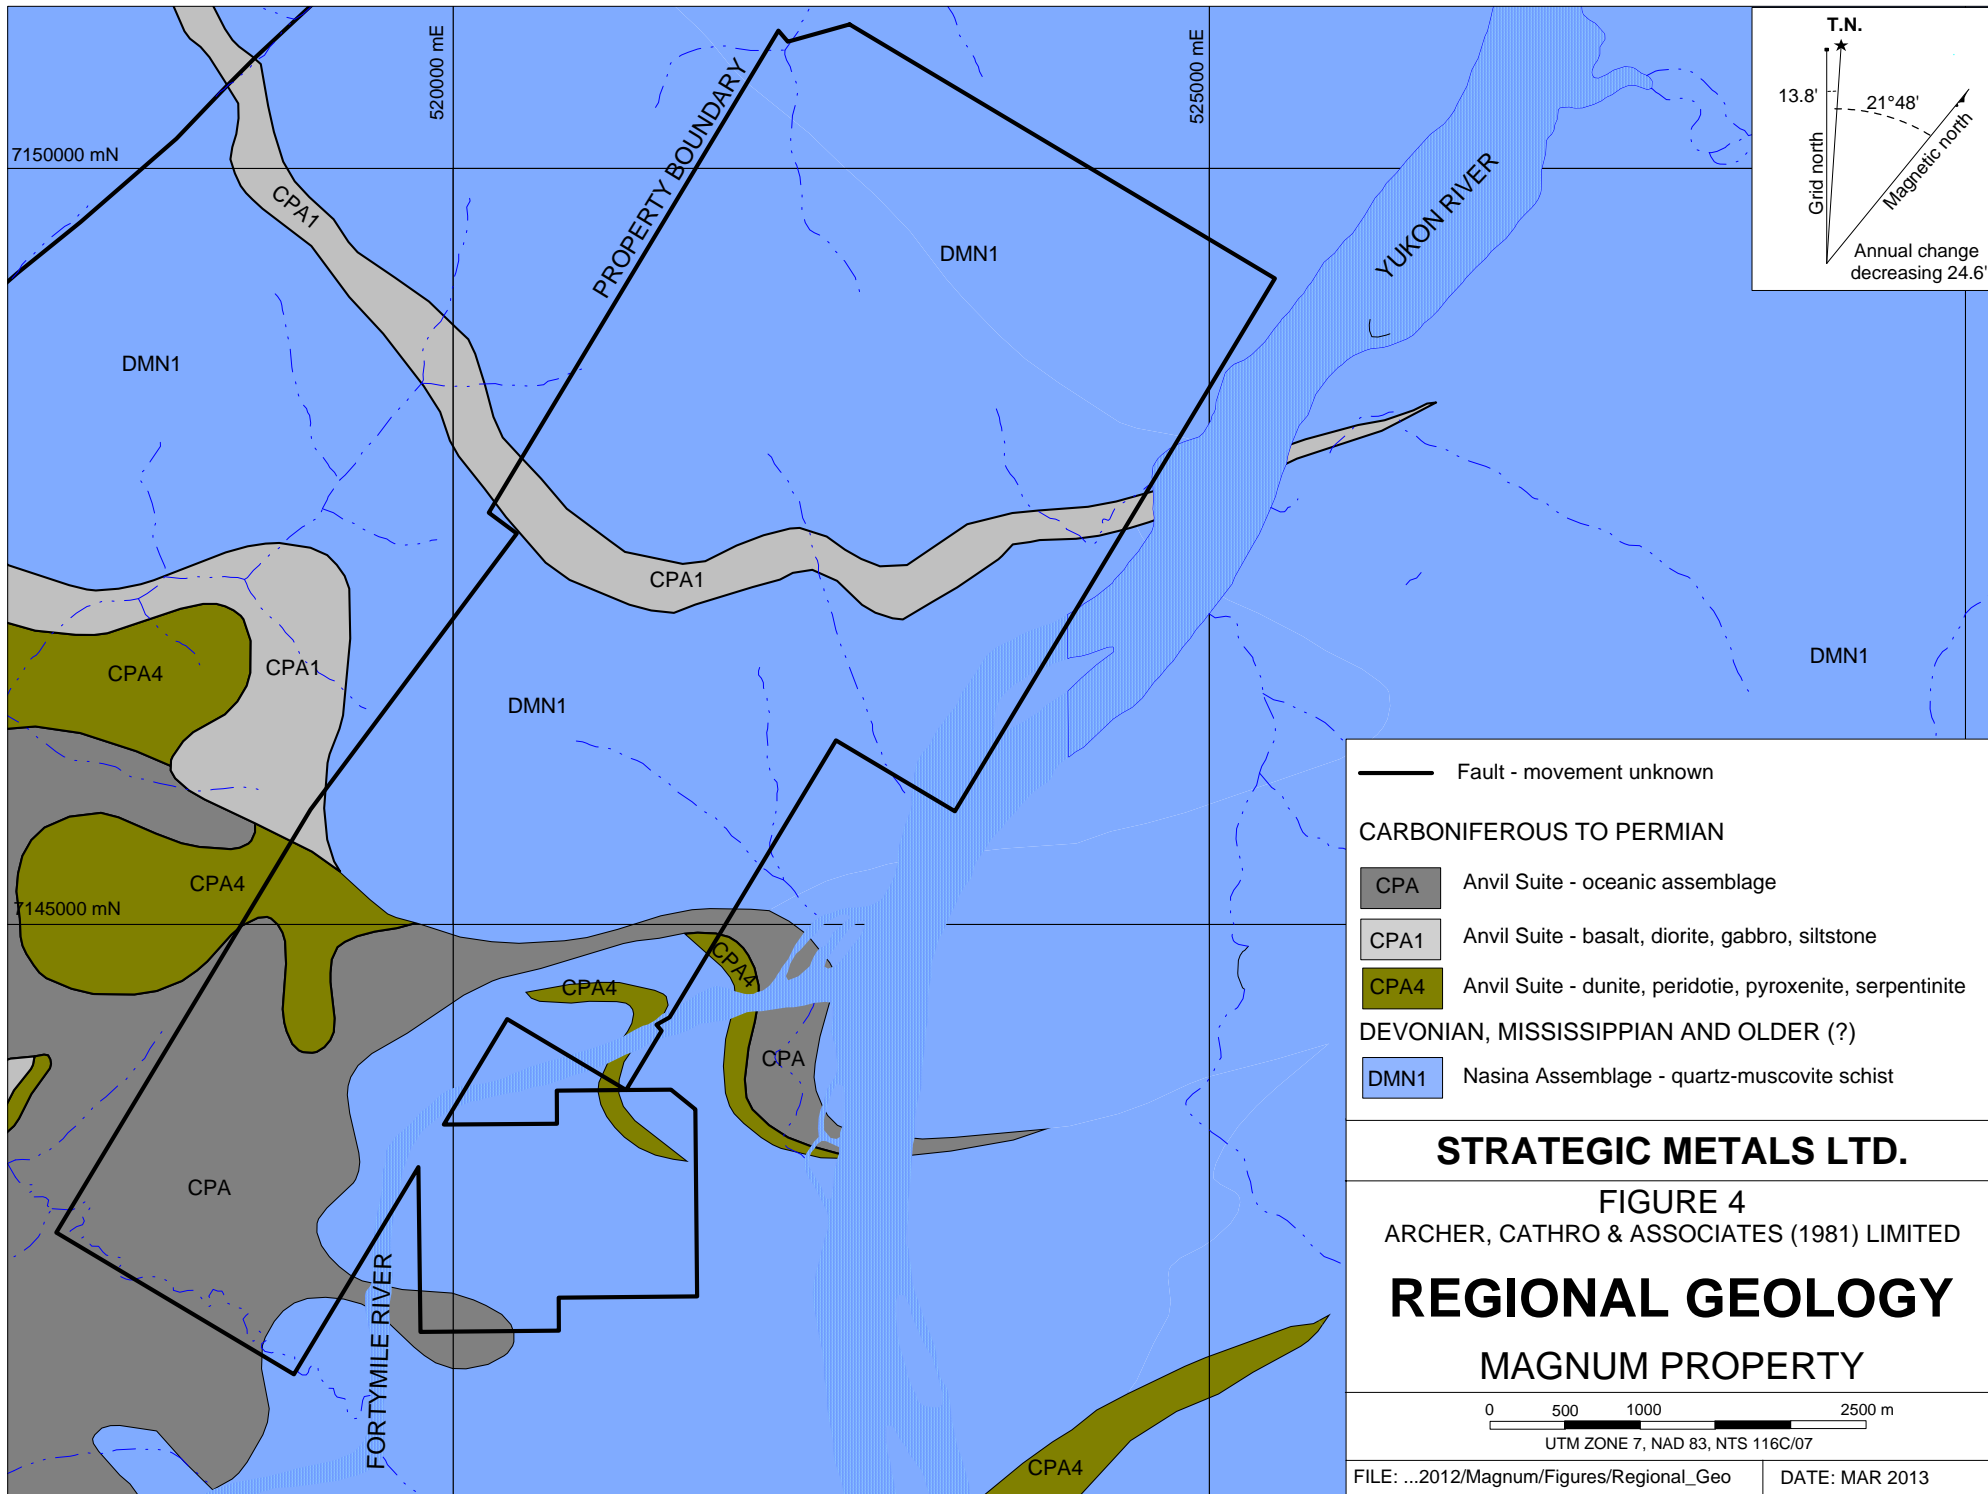 T.N.
13.8'
21°48'
Grid north
Magnetic north
Annual change
decreasing 24.6'
520000 mE
525000 mE
7150000 mN
7145000 mN
PROPERTY BOUNDARY
YUKON RIVER
FORTYMILE RIVER
CPA1
DMN1
DMN1
CPA1
CPA4
CPA1
DMN1
DMN1
CPA4
CPA4
CPA4
CPA
CPA
CPA4
Fault - movement unknown
CARBONIFEROUS TO PERMIAN
CPA Anvil Suite - oceanic assemblage
CPA1 Anvil Suite - basalt, diorite, gabbro, siltstone
CPA4 Anvil Suite - dunite, peridotie, pyroxenite, serpentinite
DEVONIAN, MISSISSIPPIAN AND OLDER (?)
DMN1 Nasina Assemblage - quartz-muscovite schist
STRATEGIC METALS LTD.
FIGURE 4
ARCHER, CATHRO & ASSOCIATES (1981) LIMITED
REGIONAL GEOLOGY
MAGNUM PROPERTY
0 500 1000 2500 m
UTM ZONE 7, NAD 83, NTS 116C/07
FILE: ...2012/Magnum/Figures/Regional_Geo
DATE: MAR 2013